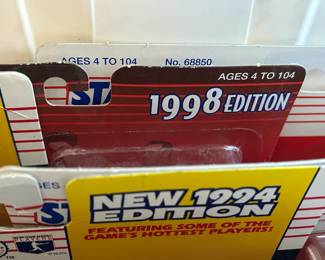 AGES 4 TO 104 No. 68850
AGES 4 TO 104
ST
1998 EDITION
NEW 1994
EDITION
FEATURING SOME OF THE
GAME'S HOTTEST PLAYERS!